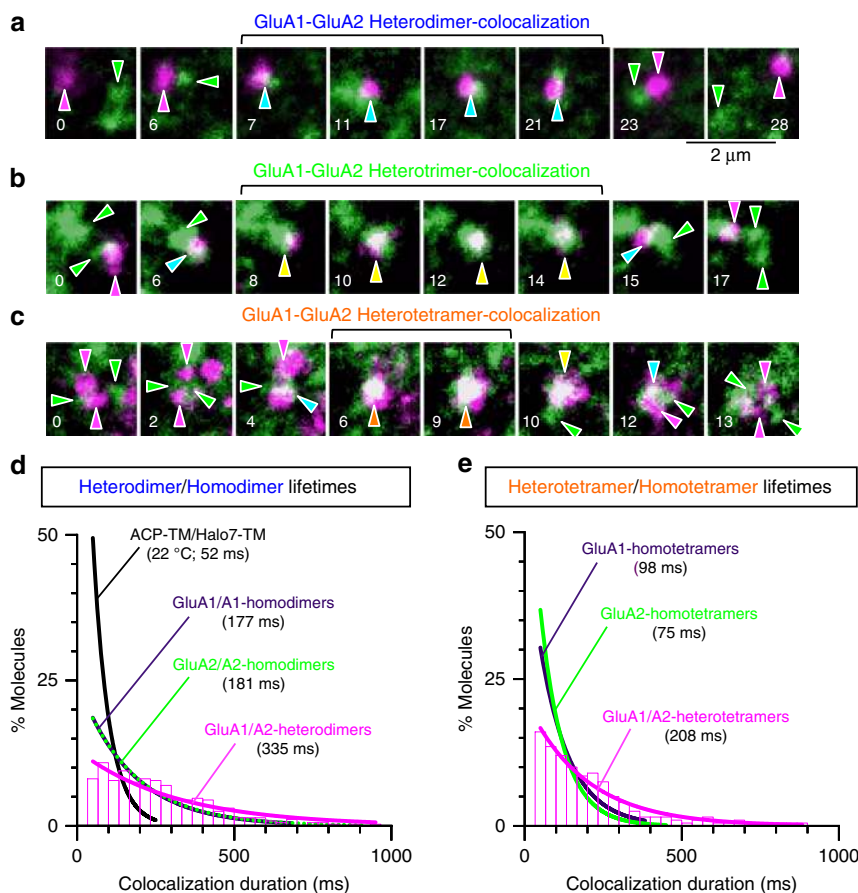 a
GluA1-GluA2 Heterodimer-colocalization
0
6
7
11
17
21
23
28
2 μm
b
GluA1-GluA2 Heterotrimer-colocalization
0
6
8
10
12
14
15
17
c
GluA1-GluA2 Heterotetramer-colocalization
0
2
4
6
9
10
12
13
d
Heterodimer/Homodimer lifetimes
50
25
0
% Molecules
ACP-TM/Halo7-TM
(22 °C; 52 ms)
GluA1/A1-homodimers
(177 ms)
GluA2/A2-homodimers
(181 ms)
GluA1/A2-heterodimers
(335 ms)
0
500
1000
Colocalization duration (ms)
e
Heterotetramer/Homotetramer lifetimes
50
25
0
% Molecules
GluA1-homotetramers
(98 ms)
GluA2-homotetramers
(75 ms)
GluA1/A2-heterotetramers
(208 ms)
0
500
1000
Colocalization duration (ms)